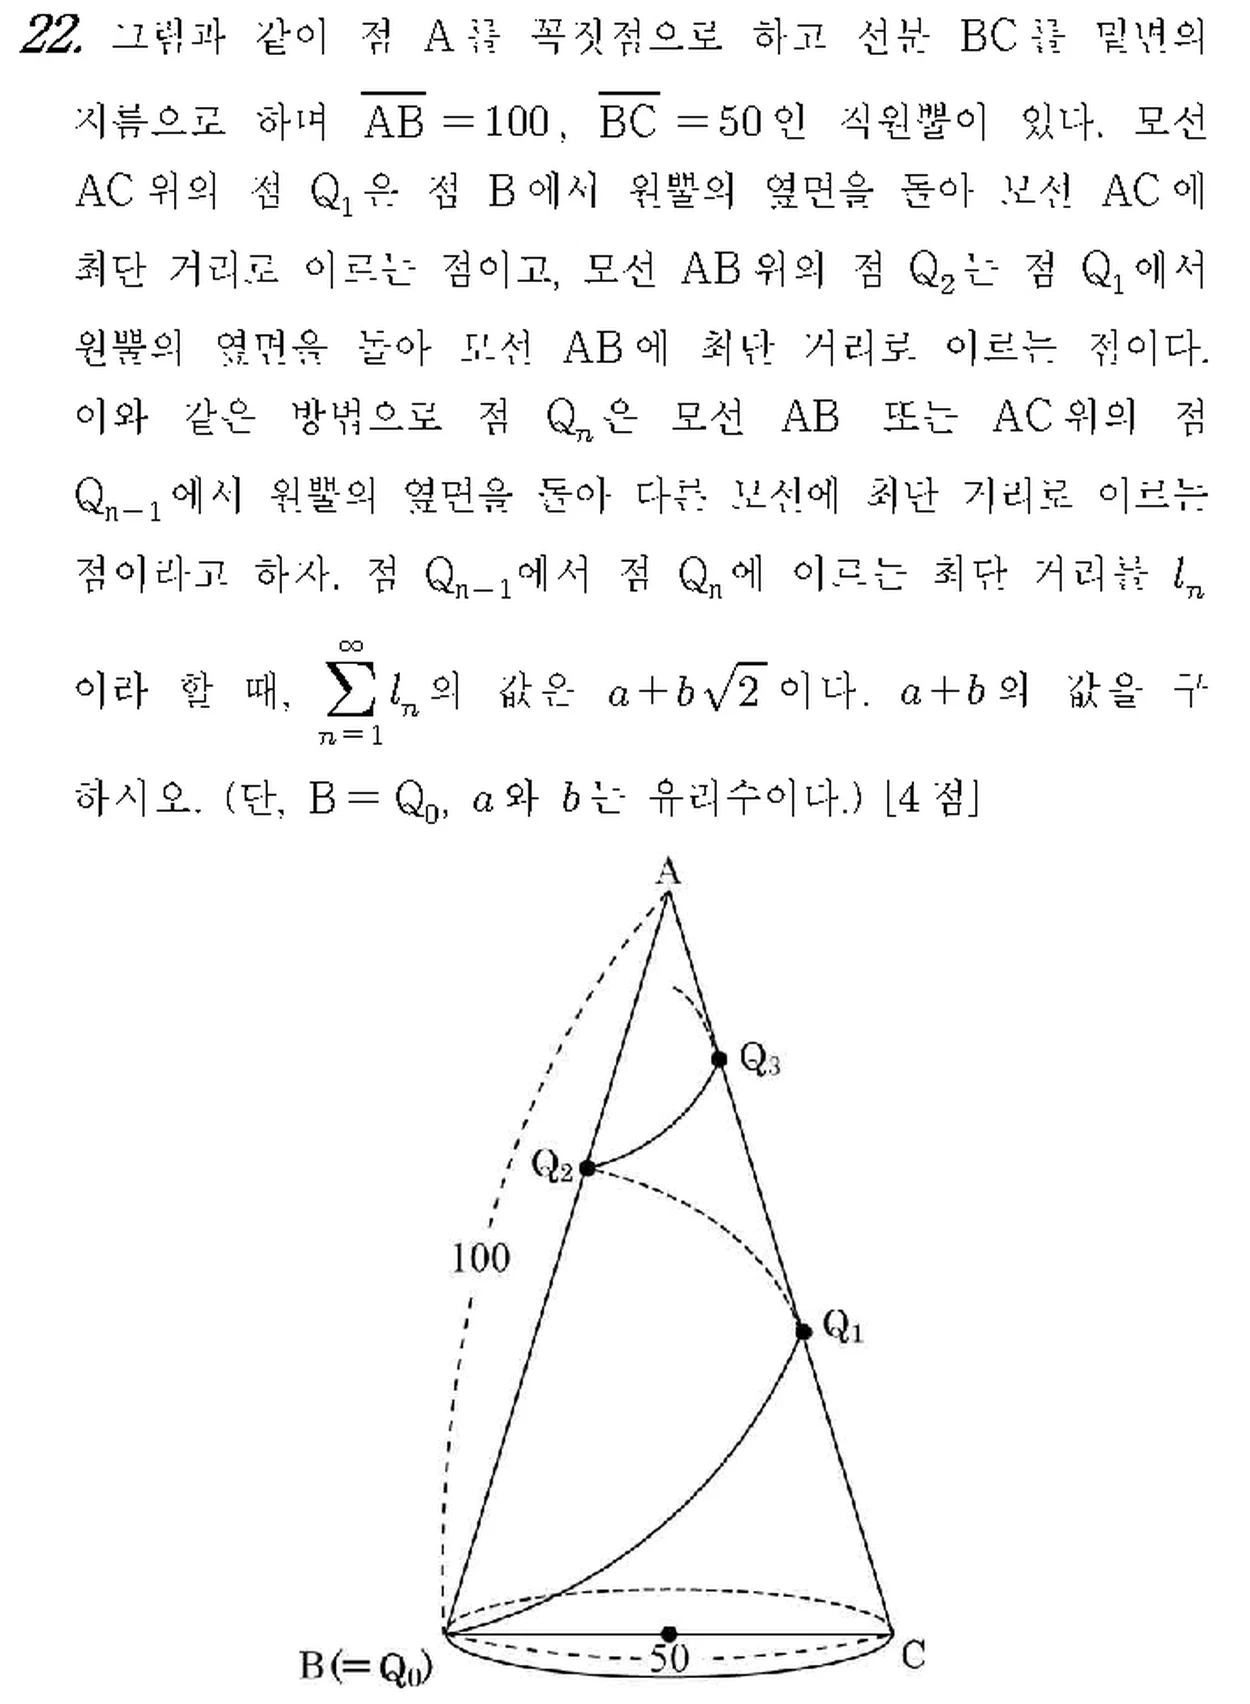 22. 그림과 같이 점 A를 꼭짓점으로 하고 선분 BC를 밑변의
지름으로 하며 \overline{AB} = 100, \overline{BC} = 50인 직원뿔이 있다. 모선
AC 위의 점 Q₁은 점 B에서 원뿔의 옆면을 돌아 모선 AC에
최단 거리로 이르는 점이고, 모선 AB 위의 점 Q₂는 점 Q₁에서
원뿔의 옆면을 돌아 모선 AB에 최단 거리로 이르는 점이다.
이와 같은 방법으로 점 Qₙ은 모선 AB 또는 AC 위의 점
Qₙ₋₁에서 원뿔의 옆면을 돌아 다른 모선에 최단 거리로 이르는
점이라고 하자. 점 Qₙ₋₁에서 점 Qₙ에 이르는 최단 거리를 lₙ
이라 할 때, \sum_{n=1}^{∞} lₙ의 값은 a+b√2 이다. a+b의 값을 구
하시오. (단, B = Q₀, a와 b는 유리수이다.) [4점]
A
Q₃
Q₂
100
Q₁
B(=Q₀)
50
C